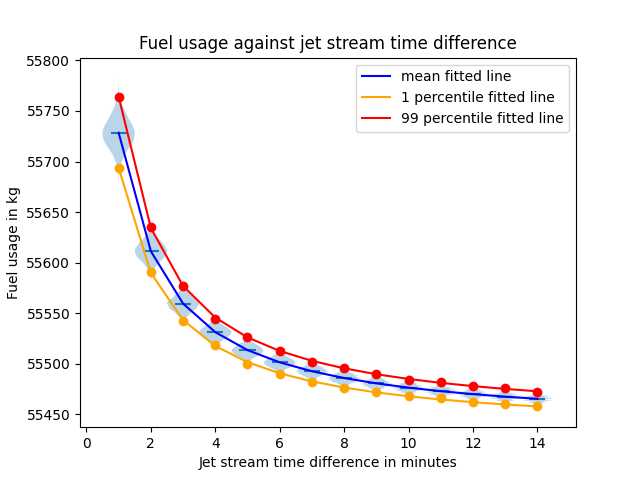 Fuel usage against jet stream time difference
55800
55750
55700
55650
55600
55550
55500
55450
Fuel usage in kg
mean fitted line
1 percentile fitted line
99 percentile fitted line
0 2 4 6 8 10 12 14
Jet stream time difference in minutes